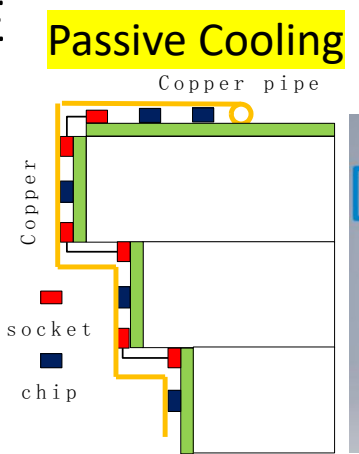 Passive Cooling
Copper pipe
Copper
socket
chip